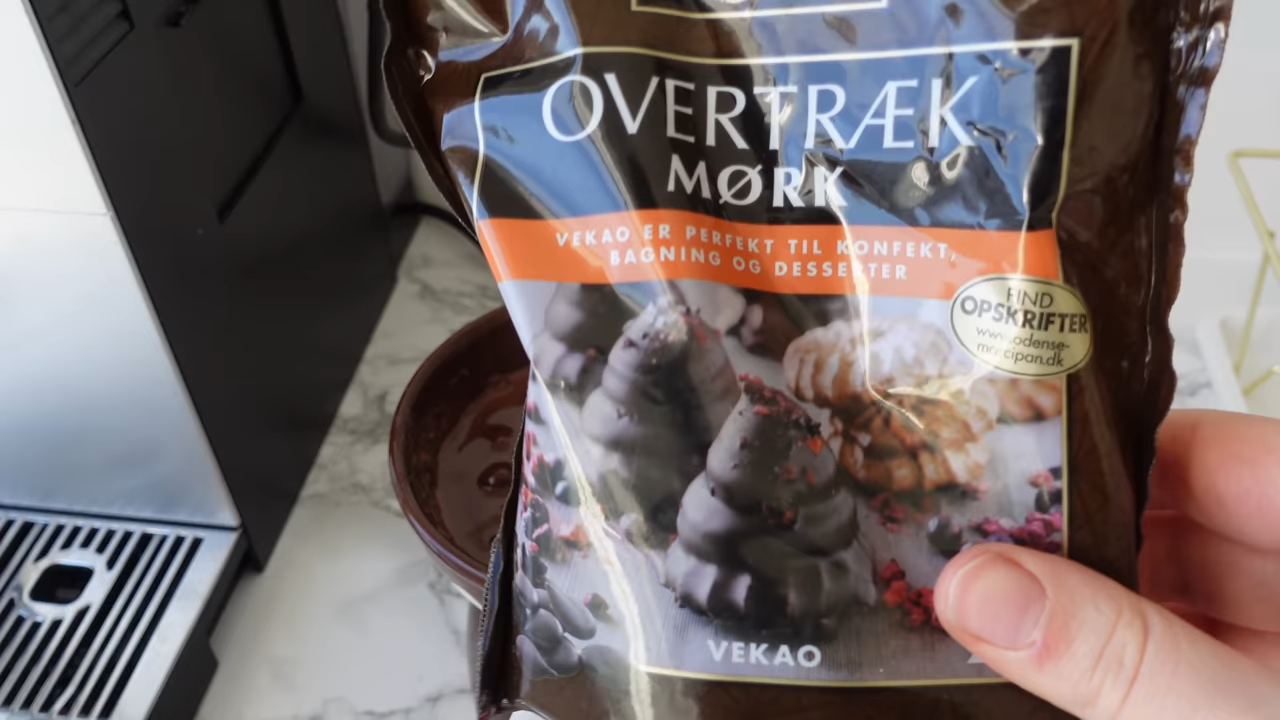 OVERTRÆK
MØRK
VEKAO ER PERFEKT TIL KONFEKT,
BAGNING OG DESSERTER
FIND
OPSKRIFTER
www.odense-
marcipan.dk
VEKAO